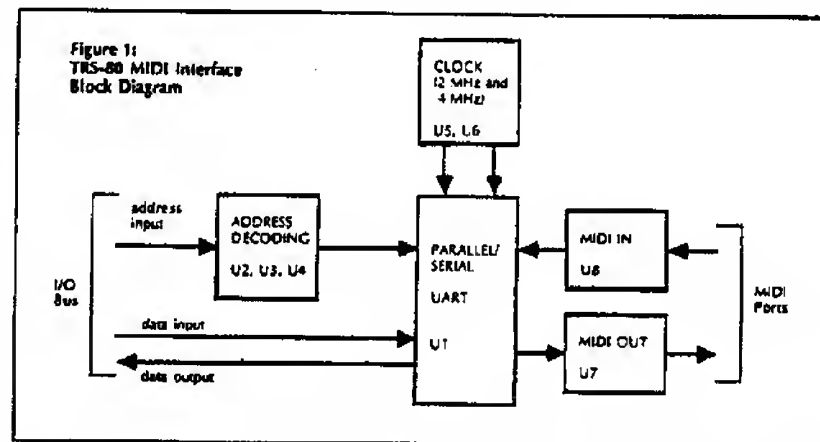 Figure 1:
TRS-80 MIDI Interface
Block Diagram
CLOCK
(2 MHz and
4 MHz)
U5, U6
address
input
ADDRESS
DECODING
U2, U3, U4
PARALLEL/
SERIAL
UART
U1
MIDI IN
U8
I/O
Bus
MIDI
Ports
data input
MIDI OUT
U7
data output